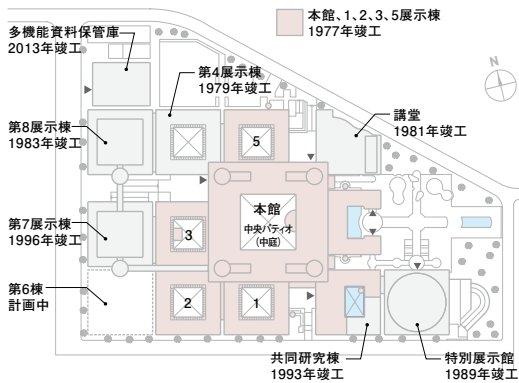 本館、1、2、3、5展示棟
1977年竣工
多機能資料保管庫
2013年竣工
第4展示棟
1979年竣工
N
講堂
1981年竣工
第8展示棟
1983年竣工
5
本館
中央パティオ
(中庭)
3
第7展示棟
1996年竣工
第6棟
計画中
2
1
共同研究棟
1993年竣工
特別展示館
1989年竣工